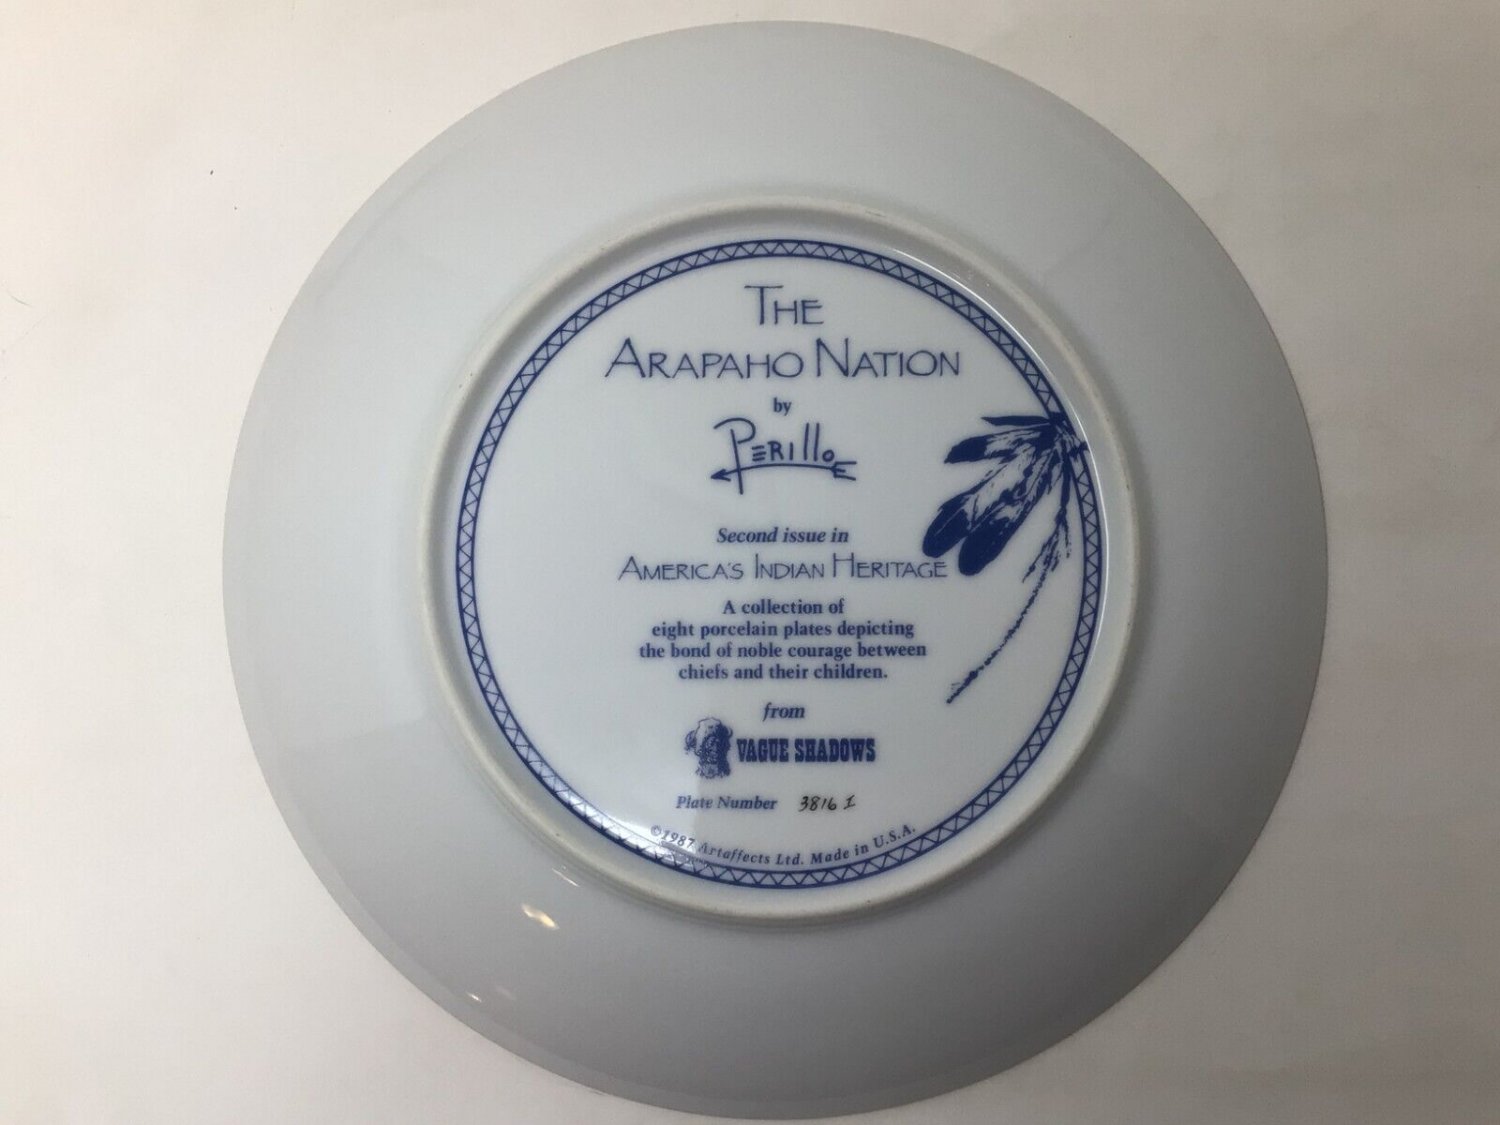 THE
ARAPAHO NATION
by
PERILLO
Second issue in
AMERICA'S INDIAN HERITAGE
A collection of
eight porcelain plates depicting
the bond of noble courage between
chiefs and their children.
from
VAGUE SHADOWS
Plate Number 3816 I
©1987 Artaffects Ltd. Made in U.S.A.